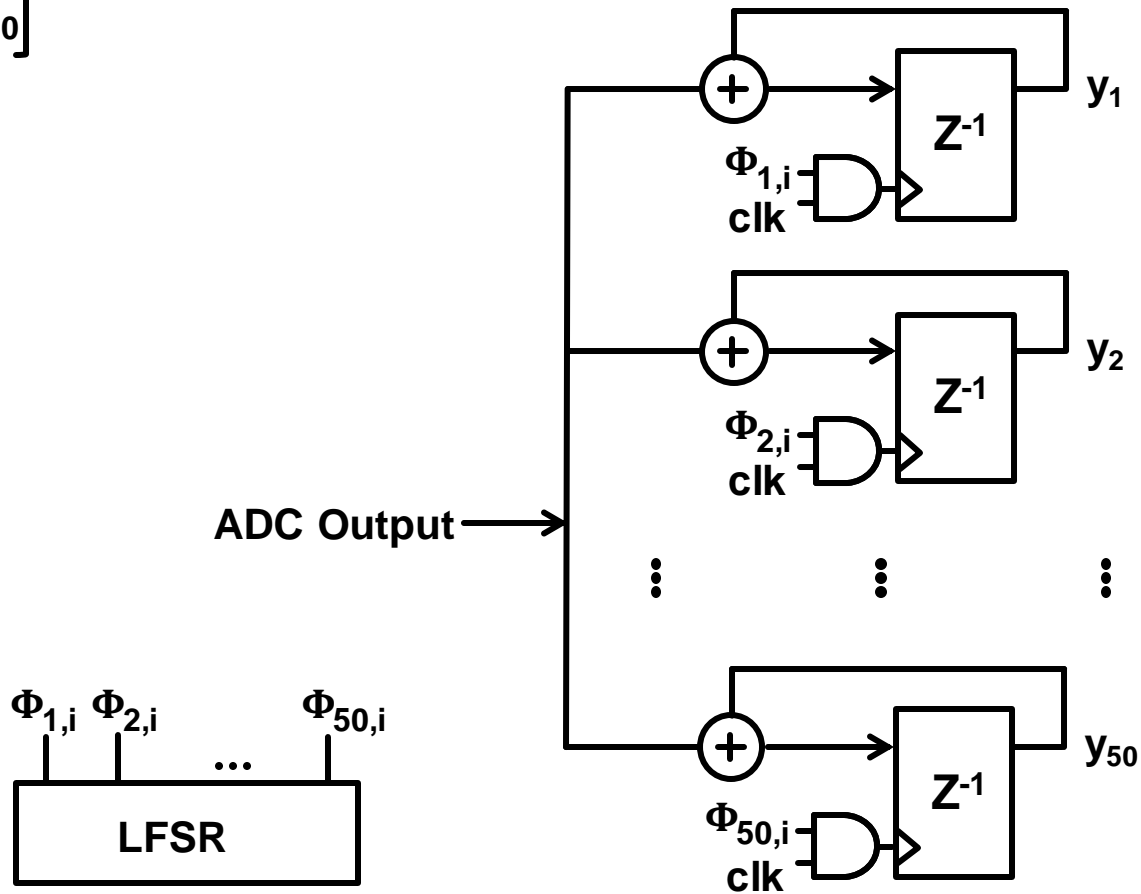 0]
y₁
Z⁻¹
Φ₁,ᵢ
clk
y₂
Z⁻¹
Φ₂,ᵢ
clk
ADC Output
Φ₁,ᵢ Φ₂,ᵢ ... Φ₅₀,ᵢ
LFSR
y₅₀
Z⁻¹
Φ₅₀,ᵢ
clk